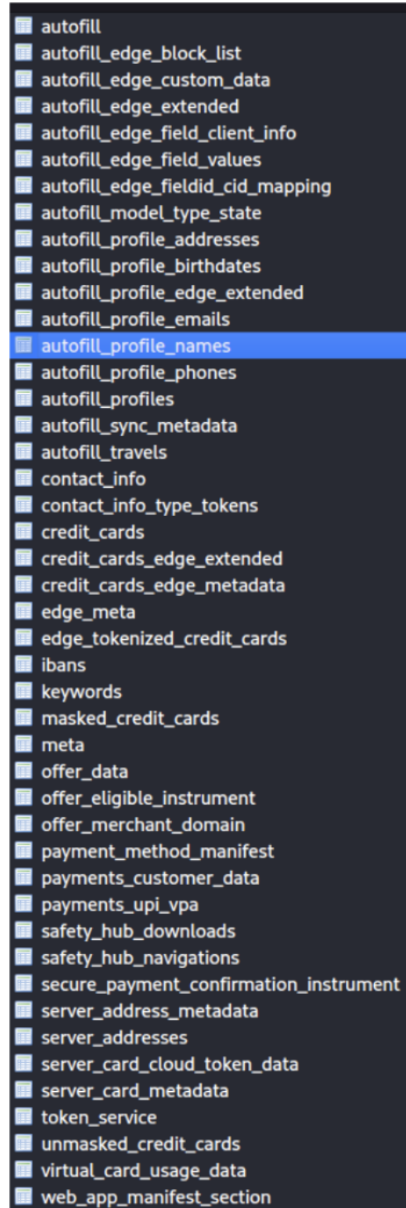 autofill
autofill_edge_block_list
autofill_edge_custom_data
autofill_edge_extended
autofill_edge_field_client_info
autofill_edge_field_values
autofill_edge_fieldid_cid_mapping
autofill_model_type_state
autofill_profile_addresses
autofill_profile_birthdates
autofill_profile_edge_extended
autofill_profile_emails
autofill_profile_names
autofill_profile_phones
autofill_profiles
autofill_sync_metadata
autofill_travels
contact_info
contact_info_type_tokens
credit_cards
credit_cards_edge_extended
credit_cards_edge_metadata
edge_meta
edge_tokenized_credit_cards
ibans
keywords
masked_credit_cards
meta
offer_data
offer_eligible_instrument
offer_merchant_domain
payment_method_manifest
payments_customer_data
payments_upi_vpa
safety_hub_downloads
safety_hub_navigations
secure_payment_confirmation_instrument
server_address_metadata
server_addresses
server_card_cloud_token_data
server_card_metadata
token_service
unmasked_credit_cards
virtual_card_usage_data
web_app_manifest_section